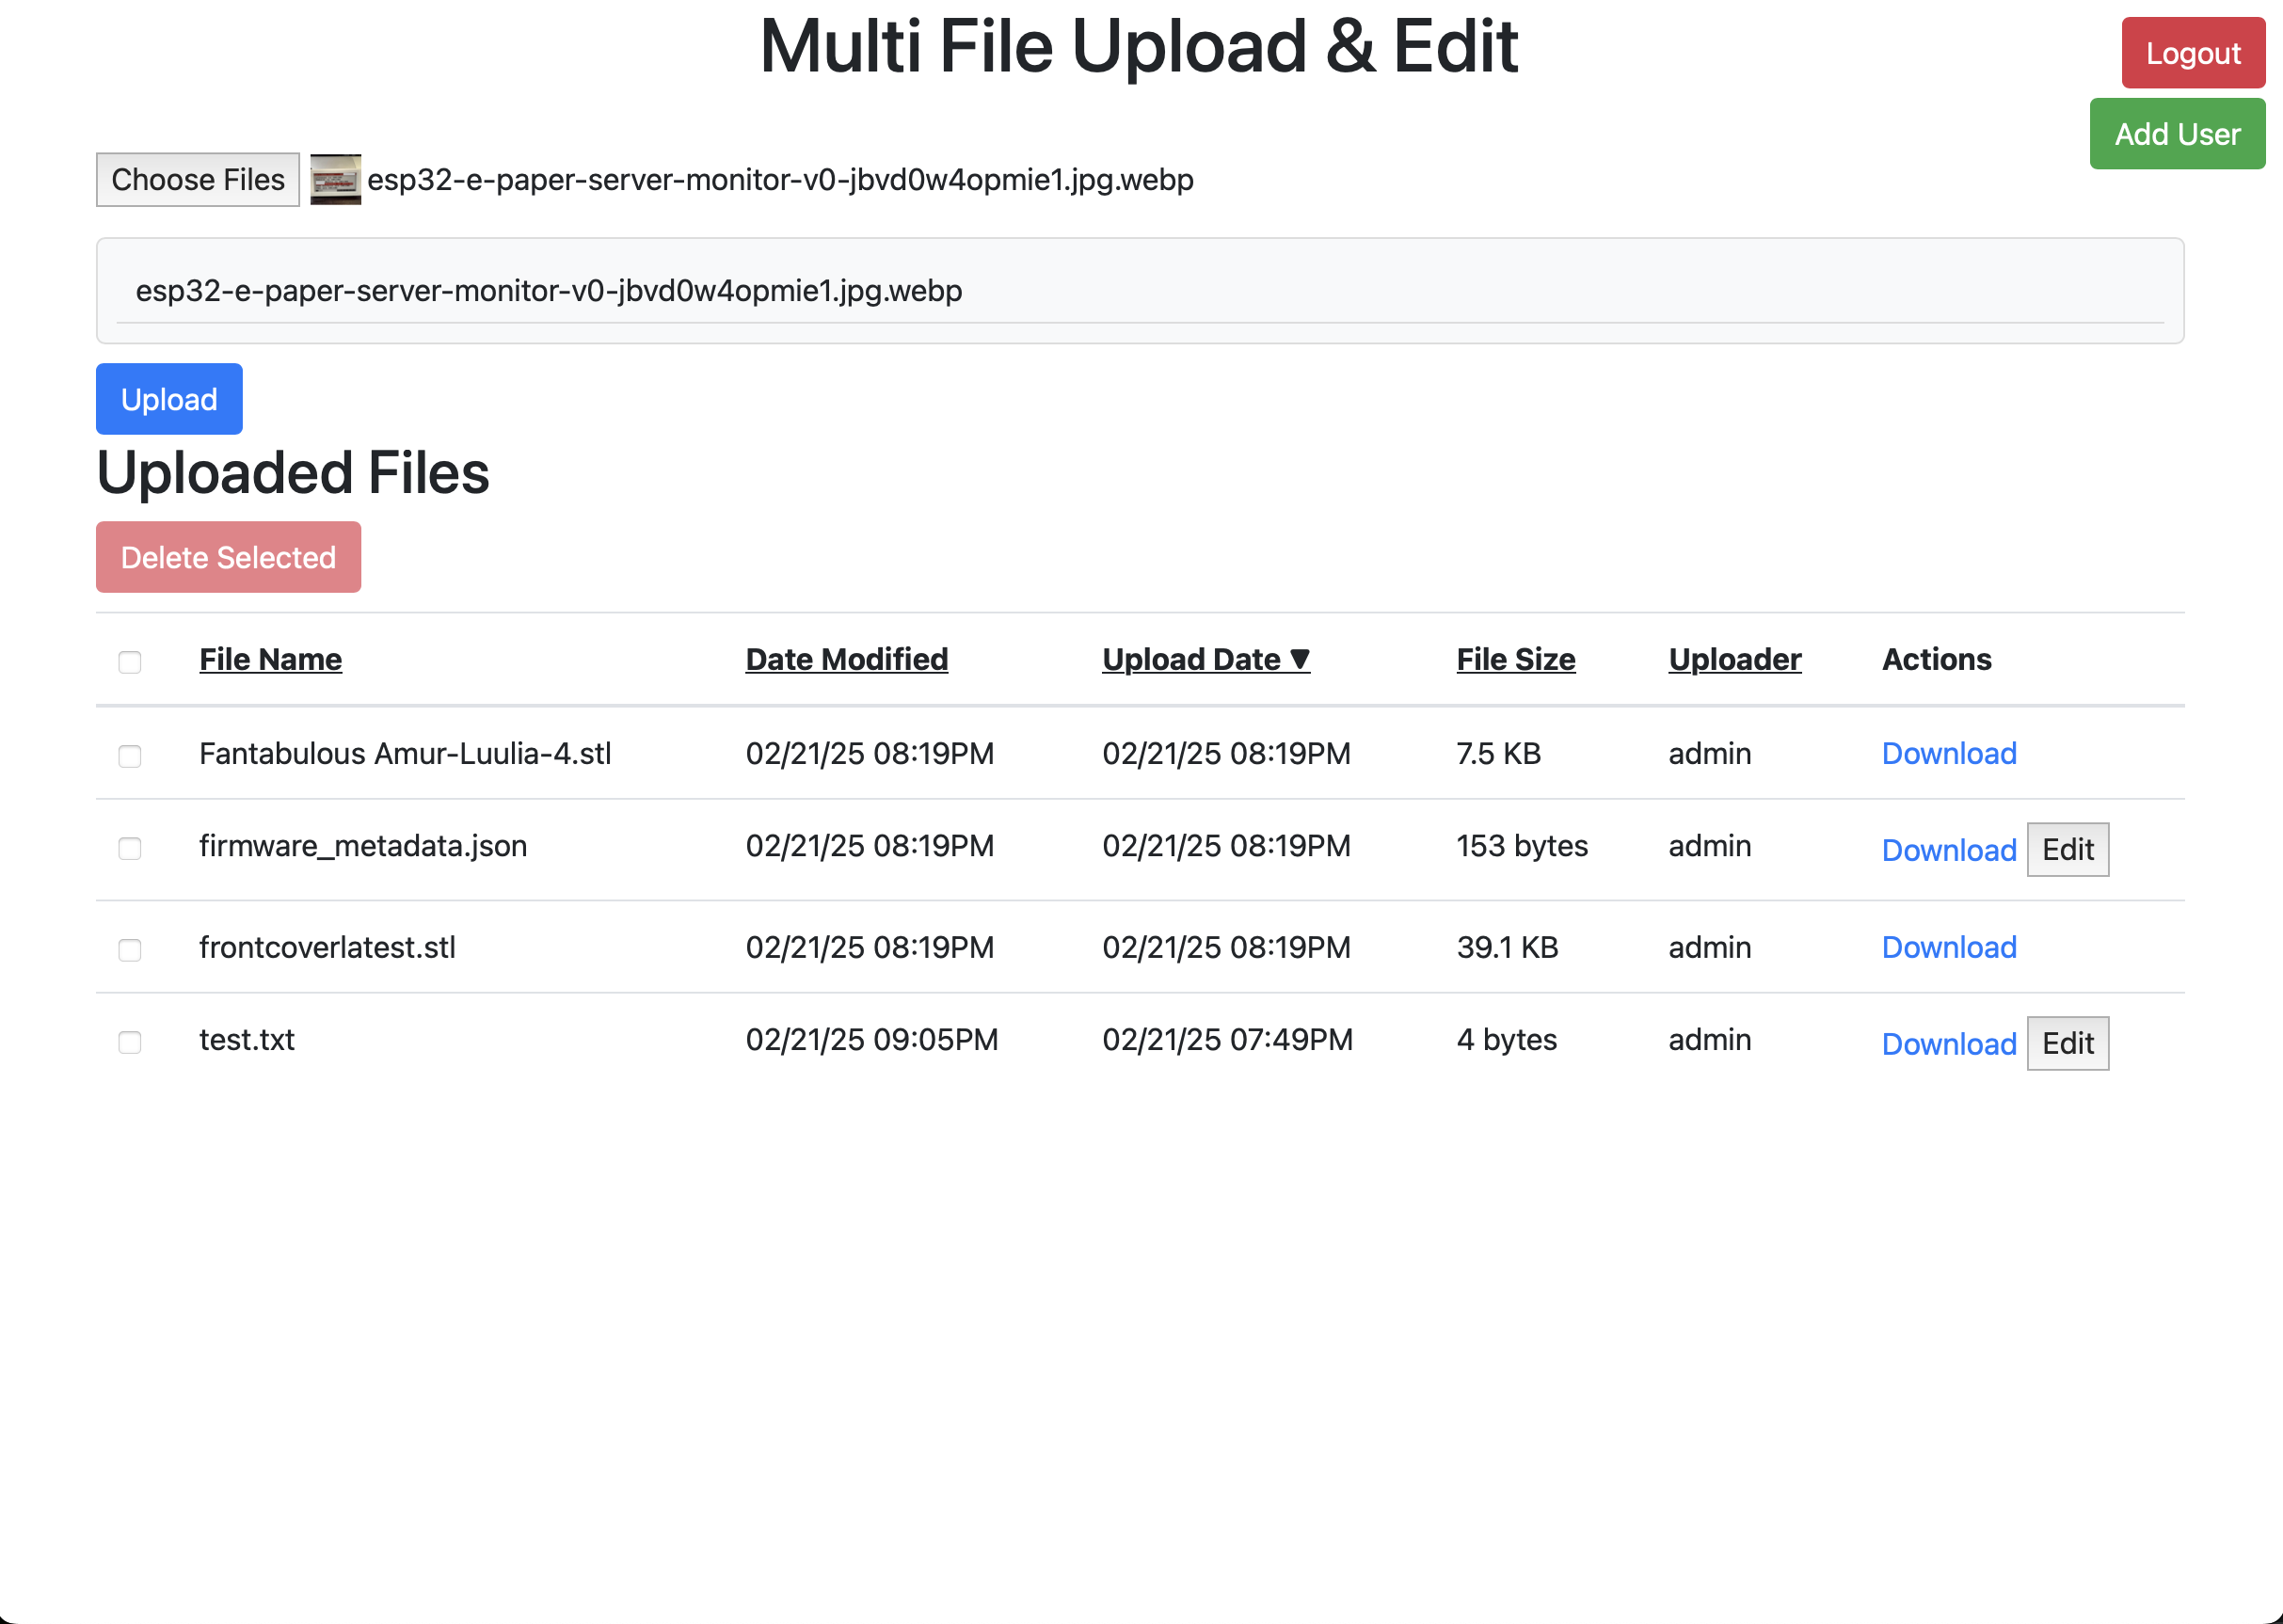 Multi File Upload & Edit
Logout
Add User
Choose Files esp32-e-paper-server-monitor-v0-jbvd0w4opmie1.jpg.webp
esp32-e-paper-server-monitor-v0-jbvd0w4opmie1.jpg.webp
Upload
Uploaded Files
Delete Selected
File Name Date Modified Upload Date ▼ File Size Uploader Actions
Fantabulous Amur-Luulia-4.stl 02/21/25 08:19PM 02/21/25 08:19PM 7.5 KB admin Download
firmware_metadata.json 02/21/25 08:19PM 02/21/25 08:19PM 153 bytes admin Download Edit
frontcoverlatest.stl 02/21/25 08:19PM 02/21/25 08:19PM 39.1 KB admin Download
test.txt 02/21/25 09:05PM 02/21/25 07:49PM 4 bytes admin Download Edit